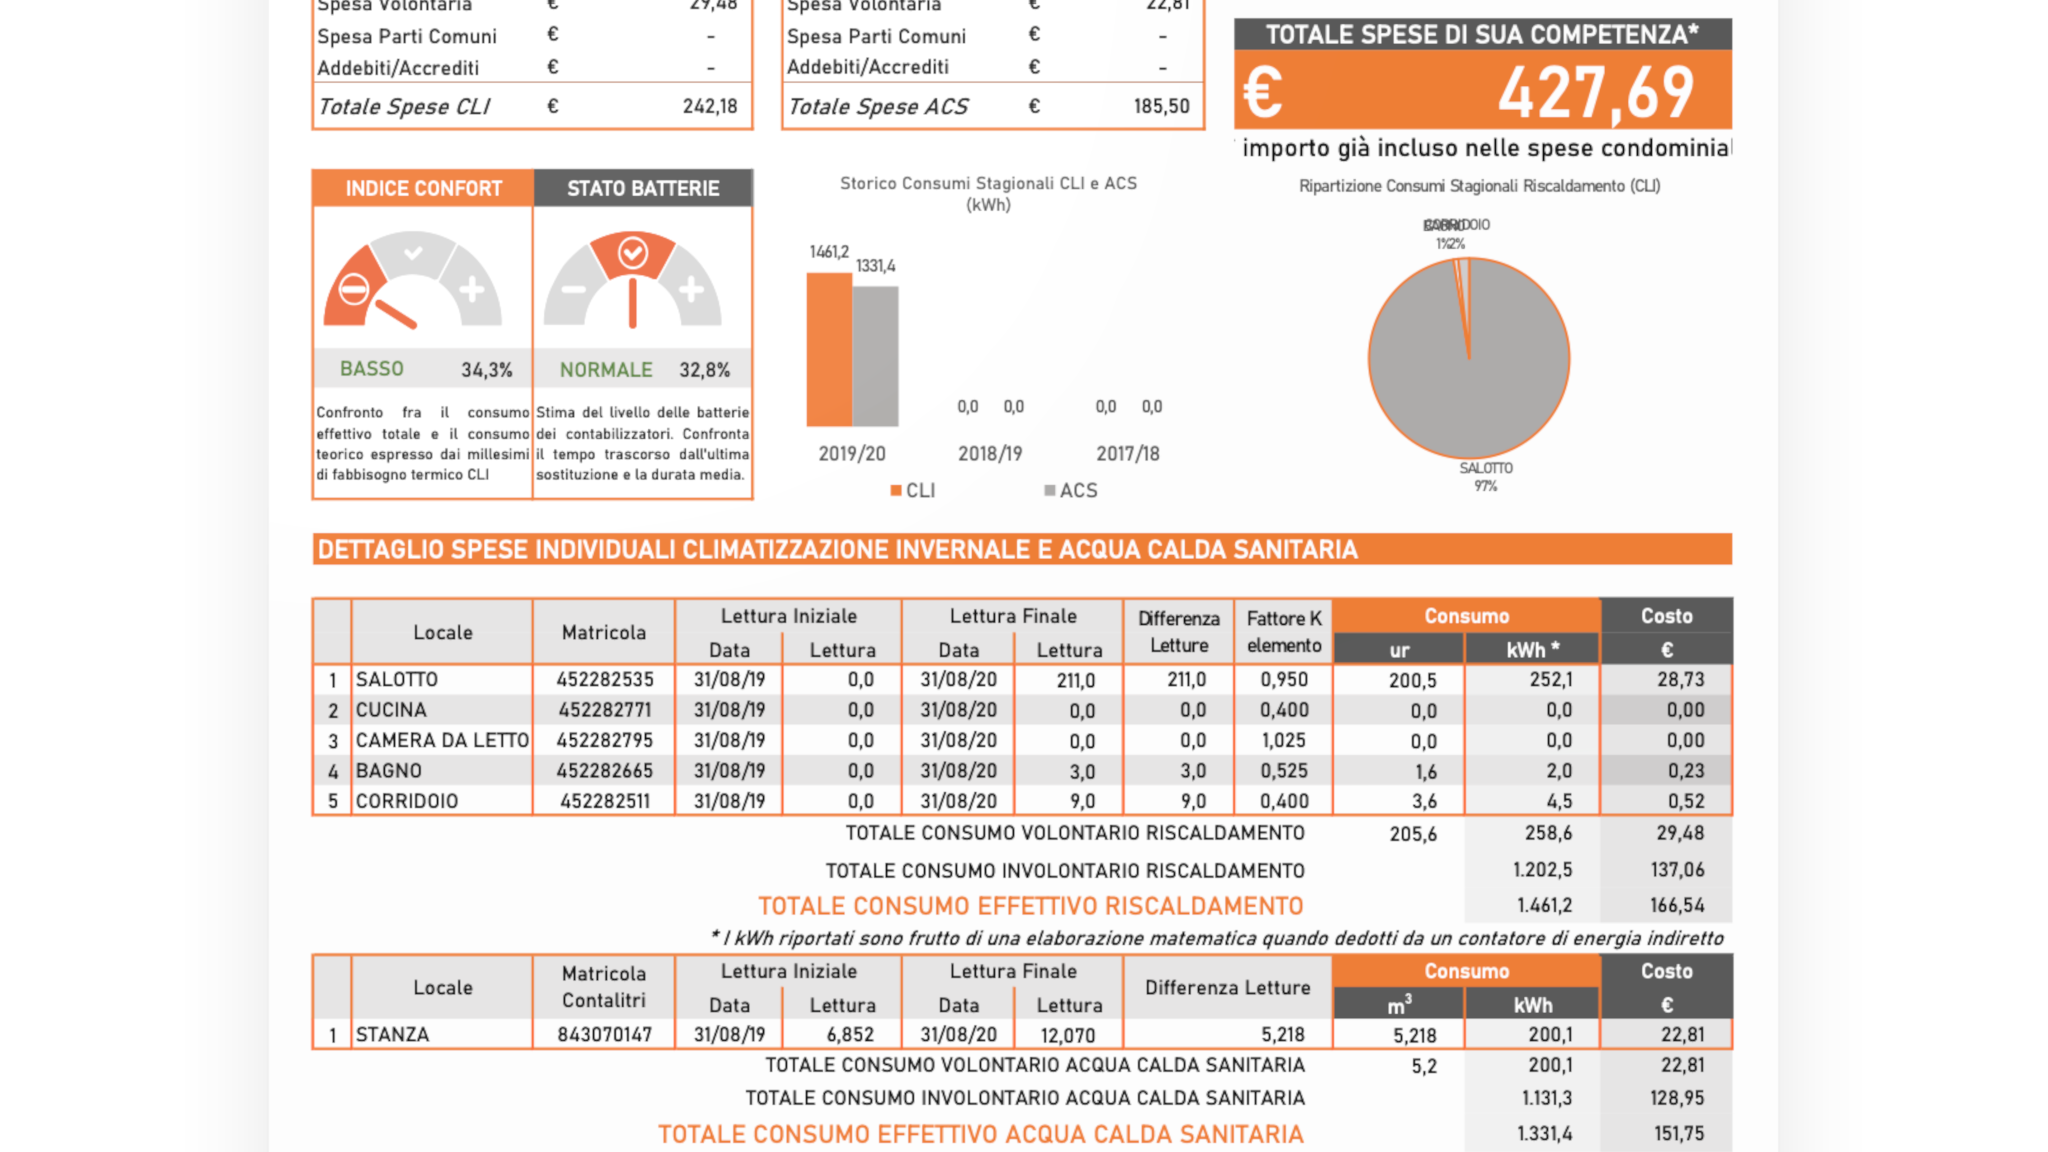 Spesa Volontaria € 29,48
Spesa Parti Comuni € -
Addebiti/Accrediti € -
Totale Spese CLI € 242,18
Spesa Volontaria € 22,81
Spesa Parti Comuni € -
Addebiti/Accrediti € -
Totale Spese ACS € 185,50
TOTALE SPESE DI SUA COMPETENZA*
€ 427,69
importo già incluso nelle spese condominial
INDICE CONFORT
BASSO 34,3%
Confronto fra il consumo
effettivo totale e il consumo
teorico espresso dai millesimi
di fabbisogno termico CLI
STATO BATTERIE
NORMALE 32,8%
Stima del livello delle batterie
dei contabilizzatori. Confronta
il tempo trascorso dall'ultima
sostituzione e la durata media.
Storico Consumi Stagionali CLI e ACS
(kWh)
1461,2
1331,4
0,0 0,0 0,0 0,0
2019/20 2018/19 2017/18
CLI ACS
Ripartizione Consumi Stagionali Riscaldamento (CLI)
BAGNO CORRIDOIO
1% 2%
SALOTTO
97%
DETTAGLIO SPESE INDIVIDUALI CLIMATIZZAZIONE INVERNALE E ACQUA CALDA SANITARIA
Locale Matricola Lettura Iniziale Lettura Finale Differenza Letture Fattore K elemento Consumo Costo
Data Lettura Data Lettura ur kWh * €
1 SALOTTO 452282535 31/08/19 0,0 31/08/20 211,0 211,0 0,950 200,5 252,1 28,73
2 CUCINA 452282771 31/08/19 0,0 31/08/20 0,0 0,0 0,400 0,0 0,0 0,00
3 CAMERA DA LETTO 452282795 31/08/19 0,0 31/08/20 0,0 0,0 1,025 0,0 0,0 0,00
4 BAGNO 452282665 31/08/19 0,0 31/08/20 3,0 3,0 0,525 1,6 2,0 0,23
5 CORRIDOIO 452282511 31/08/19 0,0 31/08/20 9,0 9,0 0,400 3,6 4,5 0,52
TOTALE CONSUMO VOLONTARIO RISCALDAMENTO 205,6 258,6 29,48
TOTALE CONSUMO INVOLONTARIO RISCALDAMENTO 1.202,5 137,06
TOTALE CONSUMO EFFETTIVO RISCALDAMENTO 1.461,2 166,54
* I kWh riportati sono frutto di una elaborazione matematica quando dedotti da un contatore di energia indiretto
Locale Matricola Contalitri Lettura Iniziale Lettura Finale Differenza Letture Consumo Costo
Data Lettura Data Lettura m³ kWh €
1 STANZA 843070147 31/08/19 6,852 31/08/20 12,070 5,218 5,218 200,1 22,81
TOTALE CONSUMO VOLONTARIO ACQUA CALDA SANITARIA 5,2 200,1 22,81
TOTALE CONSUMO INVOLONTARIO ACQUA CALDA SANITARIA 1.131,3 128,95
TOTALE CONSUMO EFFETTIVO ACQUA CALDA SANITARIA 1.331,4 151,75